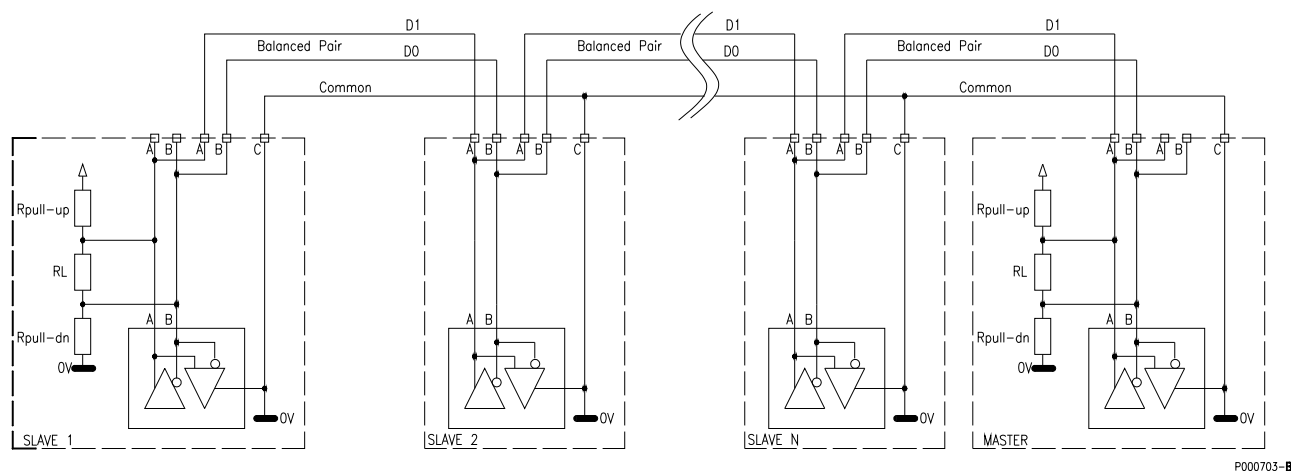 D1 D1 D1
Balanced Pair D0 Balanced Pair D0 Balanced Pair D0
Common Common
A B A B C A B A B C A B A B C A B A B C
Rpull-up Rpull-up
RL RL
A B A B A B A B
Rpull-dn Rpull-dn
0V 0V
0V 0V 0V 0V
SLAVE 1 SLAVE 2 SLAVE N MASTER
P000703-B